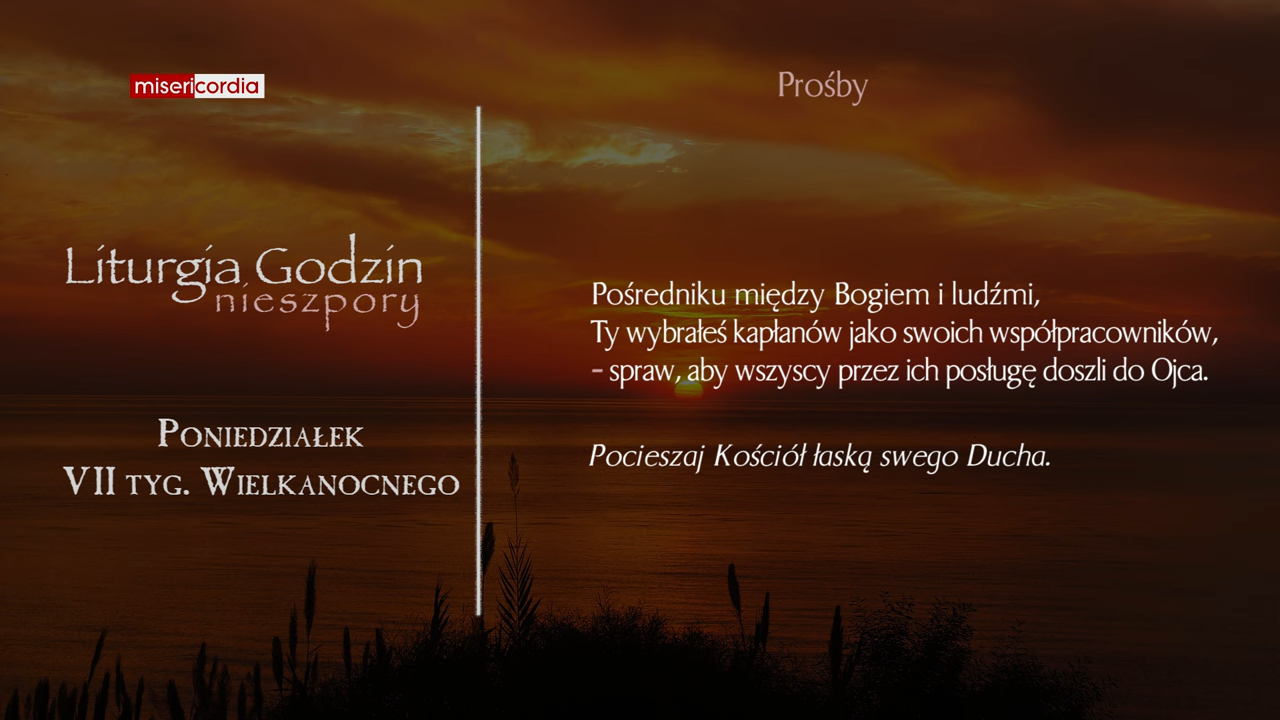 misericordia
Liturgia Godzin
nieszpory
Poniedziałek
VII tyg. Wielkanocnego
Prośby
Pośredniku między Bogiem i ludźmi,
Ty wybrałeś kapłanów jako swoich współpracowników,
- spraw, aby wszyscy przez ich posługę doszli do Ojca.
Pocieszaj Kościół łaską swego Ducha.